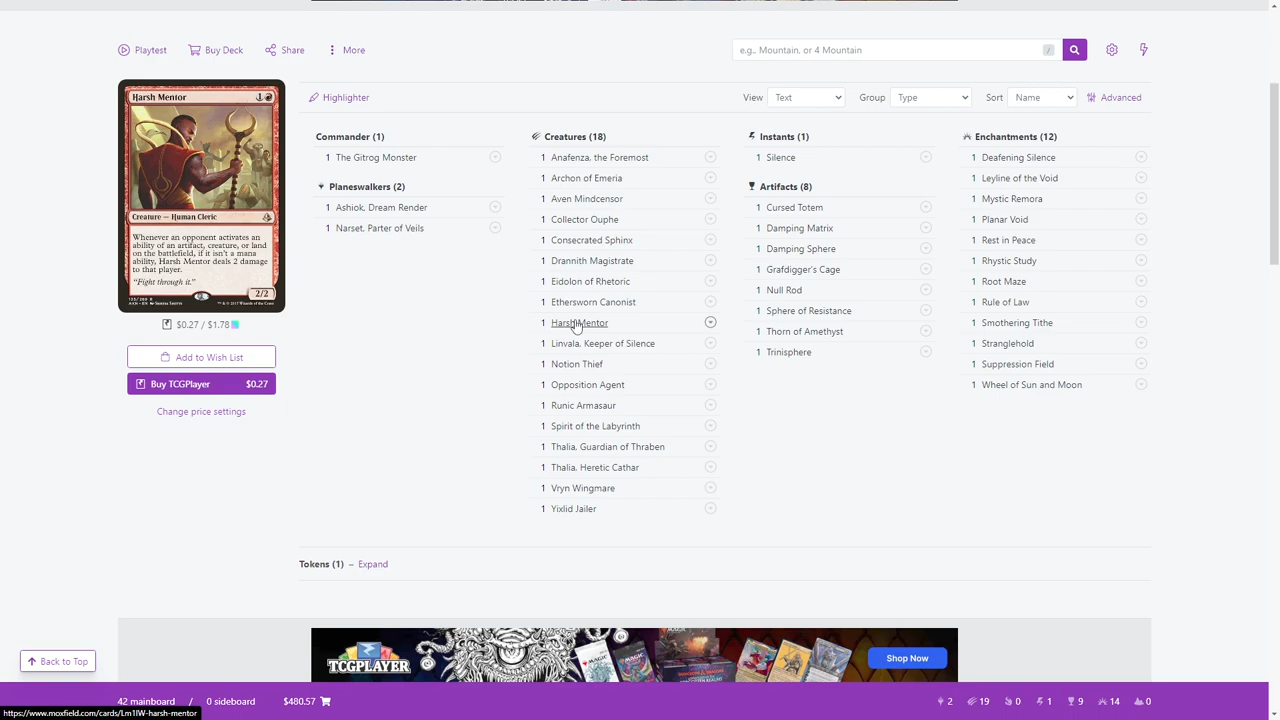 Playtest
Buy Deck
Share
More
e.g., Mountain, or 4 Mountain
/
Harsh Mentor
Creature — Human Cleric
Whenever an opponent activates an
ability of an artifact, creature, or land
on the battlefield, if it isn't a mana
ability, Harsh Mentor deals 2 damage
to that player.
"Fight through it."
2/2
$0.27 / $1.78
Add to Wish List
Buy TCGPlayer $0.27
Change price settings
Highlighter
View Text
Group Type
Sort Name
Advanced
Commander (1)
1 The Gitrog Monster
Planeswalkers (2)
1 Ashiok, Dream Render
1 Narset, Parter of Veils
Creatures (18)
1 Anafenza, the Foremost
1 Archon of Emeria
1 Aven Mindcensor
1 Collector Ouphe
1 Consecrated Sphinx
1 Drannith Magistrate
1 Eidolon of Rhetoric
1 Ethersworn Canonist
1 Harsh Mentor
1 Linvala, Keeper of Silence
1 Notion Thief
1 Opposition Agent
1 Runic Armasaur
1 Spirit of the Labyrinth
1 Thalia, Guardian of Thraben
1 Thalia, Heretic Cathar
1 Vryn Wingmare
1 Yixlid Jailer
Instants (1)
1 Silence
Artifacts (8)
1 Cursed Totem
1 Damping Matrix
1 Damping Sphere
1 Grafdigger's Cage
1 Null Rod
1 Sphere of Resistance
1 Thorn of Amethyst
1 Trinisphere
Enchantments (12)
1 Deafening Silence
1 Leyline of the Void
1 Mystic Remora
1 Planar Void
1 Rest in Peace
1 Rhystic Study
1 Root Maze
1 Rule of Law
1 Smothering Tithe
1 Stranglehold
1 Suppression Field
1 Wheel of Sun and Moon
Tokens (1) – Expand
TCGPLAYER
Shop Now
Back to Top
42 mainboard / 0 sideboard $480.57
2 19 0 1 9 14 0
https://www.moxfield.com/cards/Lm1lW-harsh-mentor